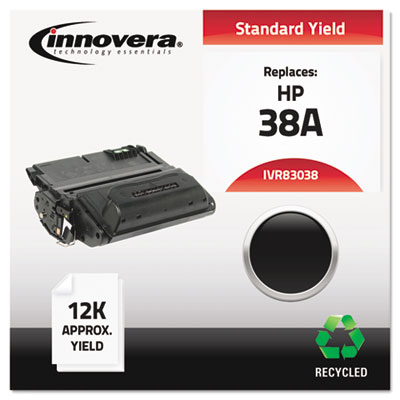 innovera
technology essentials
Standard Yield
Replaces:
HP
38A
IVR83038
12K
APPROX.
YIELD
RECYCLED